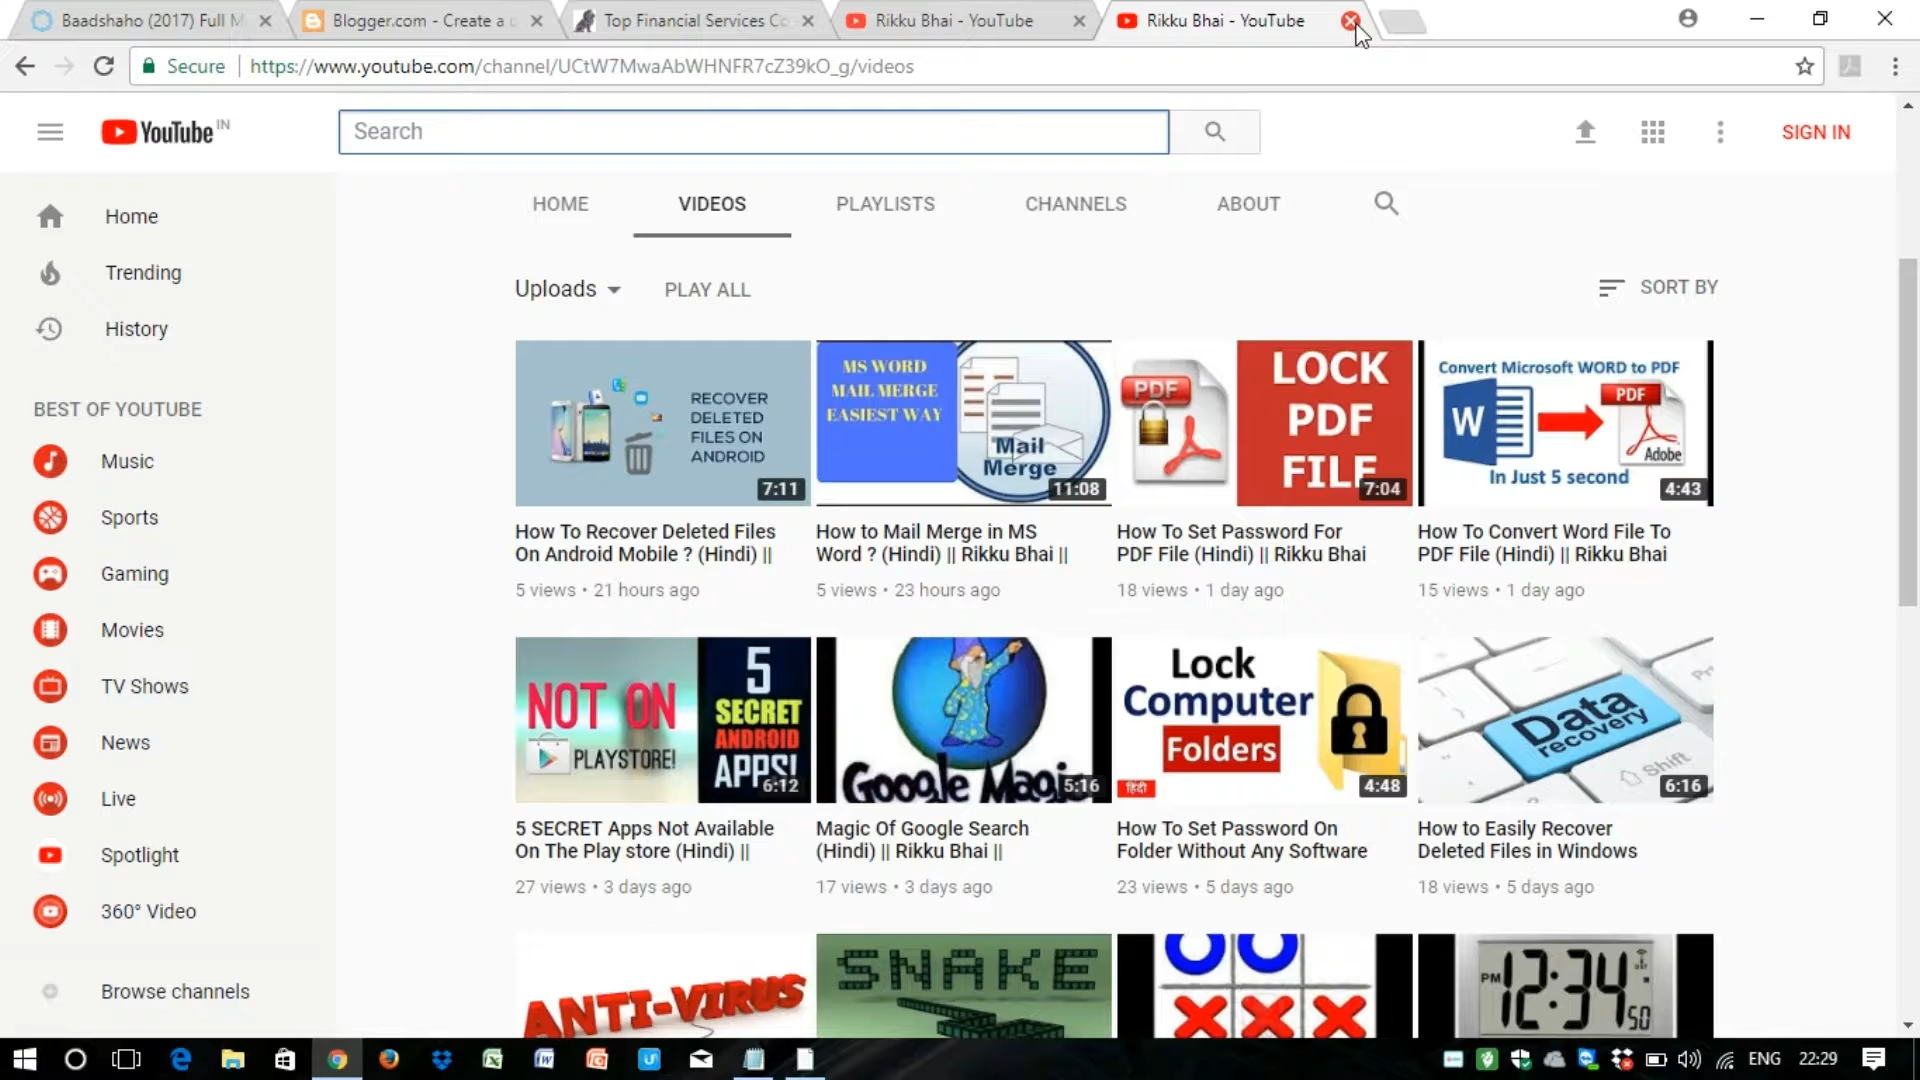 Baadshaho (2017) Full M
Blogger.com - Create a
Top Financial Services Co
Rikku Bhai - YouTube
Rikku Bhai - YouTube
Secure
https://www.youtube.com/channel/UCtW7MwaAbWHNFR7cZ39kO_g/videos
YouTube IN
Search
SIGN IN
HOME
VIDEOS
PLAYLISTS
CHANNELS
ABOUT
Home
Trending
History
BEST OF YOUTUBE
Music
Sports
Gaming
Movies
TV Shows
News
Live
Spotlight
360° Video
Browse channels
Uploads
PLAY ALL
SORT BY
RECOVER
DELETED
FILES ON
ANDROID
7:11
MS WORD
MAIL MERGE
EASIEST WAY
Mail
Merge
11:08
PDF
LOCK
PDF
FILE
7:04
Convert Microsoft WORD to PDF
W
PDF
Adobe
In Just 5 second
4:43
How To Recover Deleted Files
On Android Mobile ? (Hindi) ||
5 views • 21 hours ago
How to Mail Merge in MS
Word ? (Hindi) || Rikku Bhai ||
5 views • 23 hours ago
How To Set Password For
PDF File (Hindi) || Rikku Bhai
18 views • 1 day ago
How To Convert Word File To
PDF File (Hindi) || Rikku Bhai
15 views • 1 day ago
NOT ON
PLAYSTORE!
5
SECRET
ANDROID
APPS!
6:12
Google Magic
5:16
Lock
Computer
Folders
हिंदी
4:48
Data
recovery
Shift
6:16
5 SECRET Apps Not Available
On The Play store (Hindi) ||
27 views • 3 days ago
Magic Of Google Search
(Hindi) || Rikku Bhai ||
17 views • 3 days ago
How To Set Password On
Folder Without Any Software
23 views • 5 days ago
How to Easily Recover
Deleted Files in Windows
18 views • 5 days ago
ANTI-VIRUS
SNAKE
PM 12:34 50
ENG
22:29